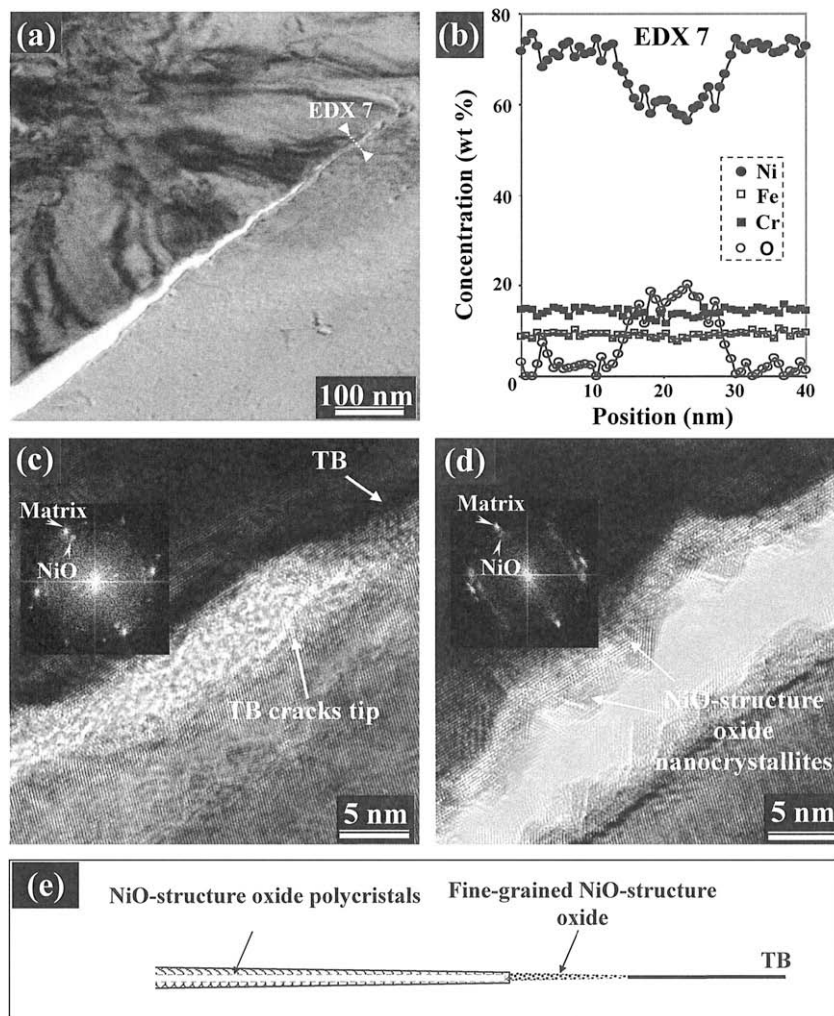 (a)
EDX 7
100 nm
(b)
EDX 7
Concentration (wt %)
80
60
40
20
0
0
10
20
30
40
Position (nm)
Ni
Fe
Cr
O
(c)
TB
Matrix
NiO
TB cracks tip
5 nm
(d)
Matrix
NiO
NiO-structure
oxide
nanocrystallites
5 nm
(e)
NiO-structure oxide polycristals
Fine-grained NiO-structure
oxide
TB